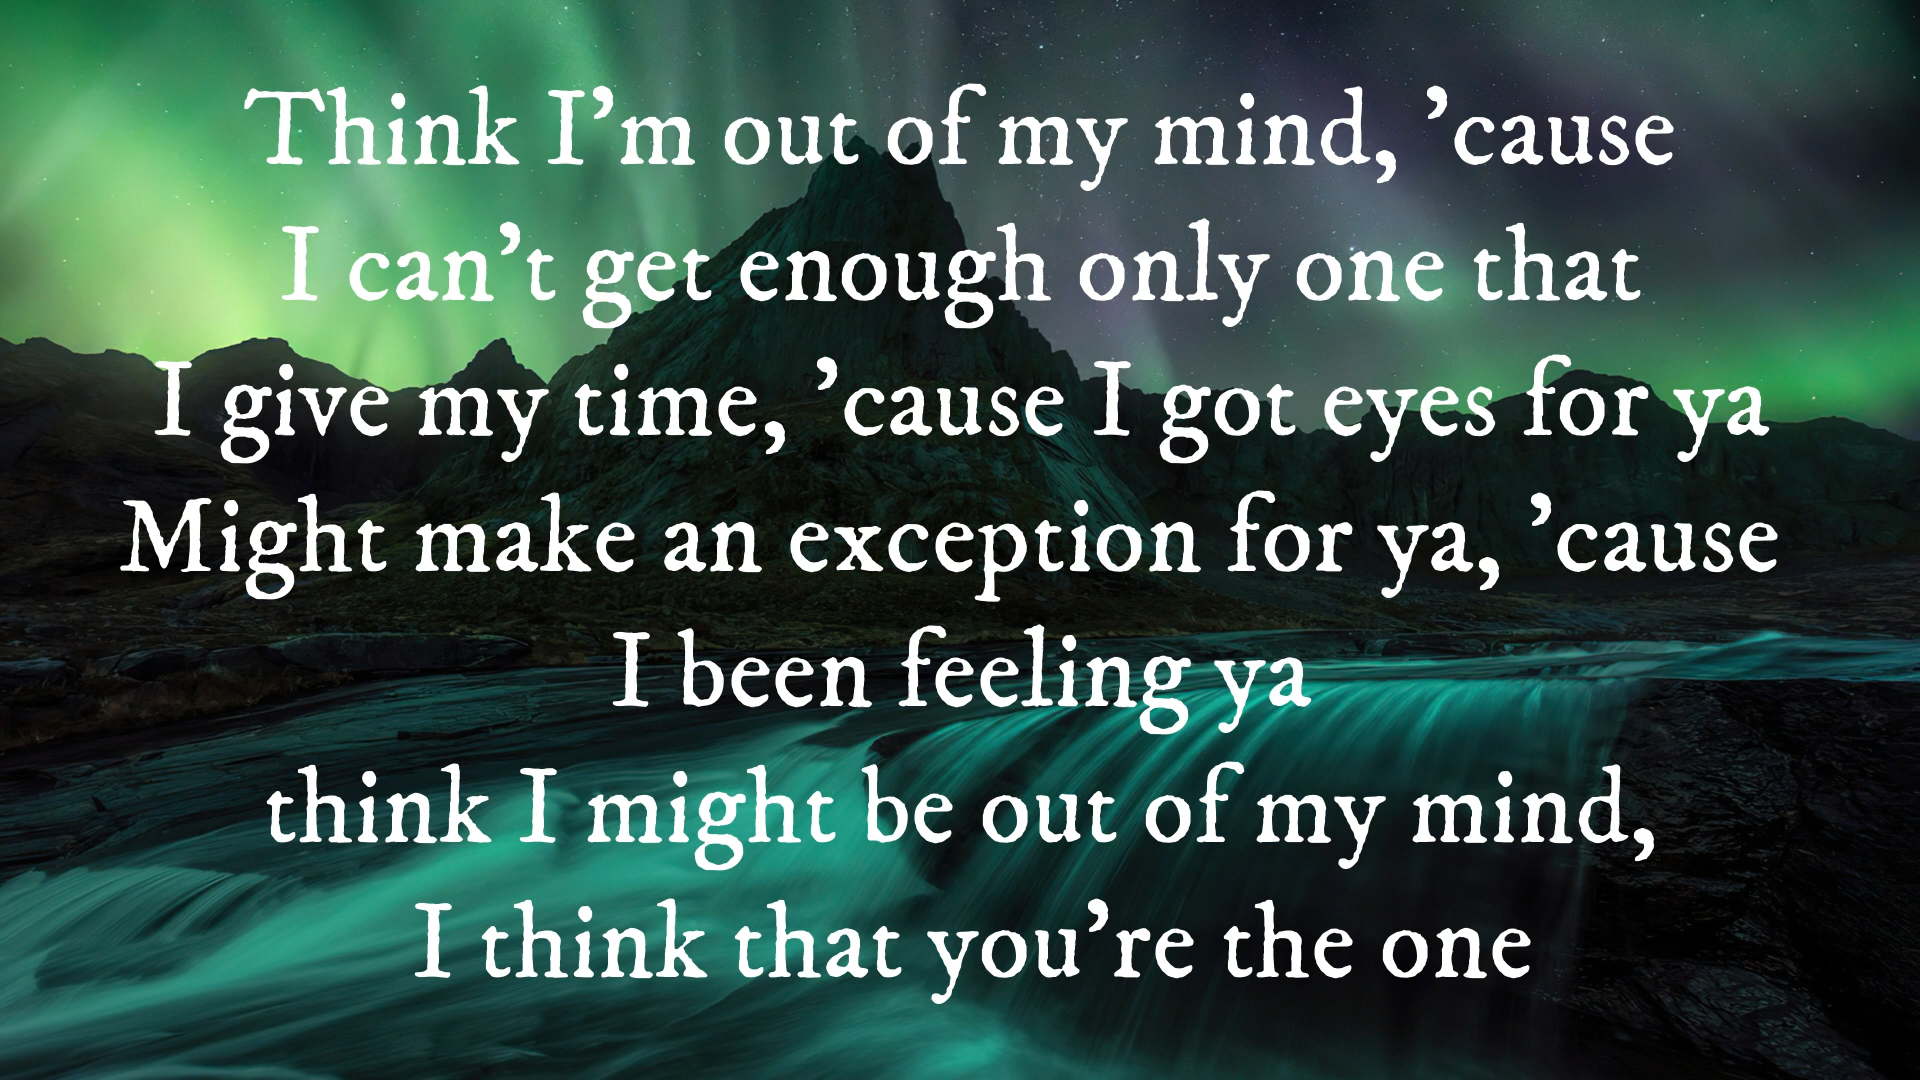 Think I’m out of my mind, ’cause
I can’t get enough only one that
I give my time, ’cause I got eyes for ya
Might make an exception for ya, ’cause
I been feeling ya
think I might be out of my mind,
I think that you’re the one